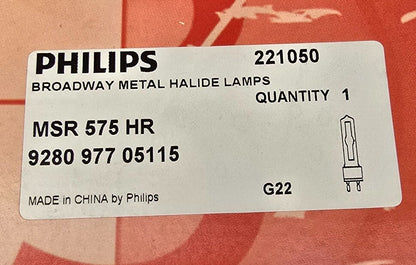 PHILIPS 221050
BROADWAY METAL HALIDE LAMPS
QUANTITY 1
MSR 575 HR
9280 977 05115
G22
MADE in CHINA by Philips